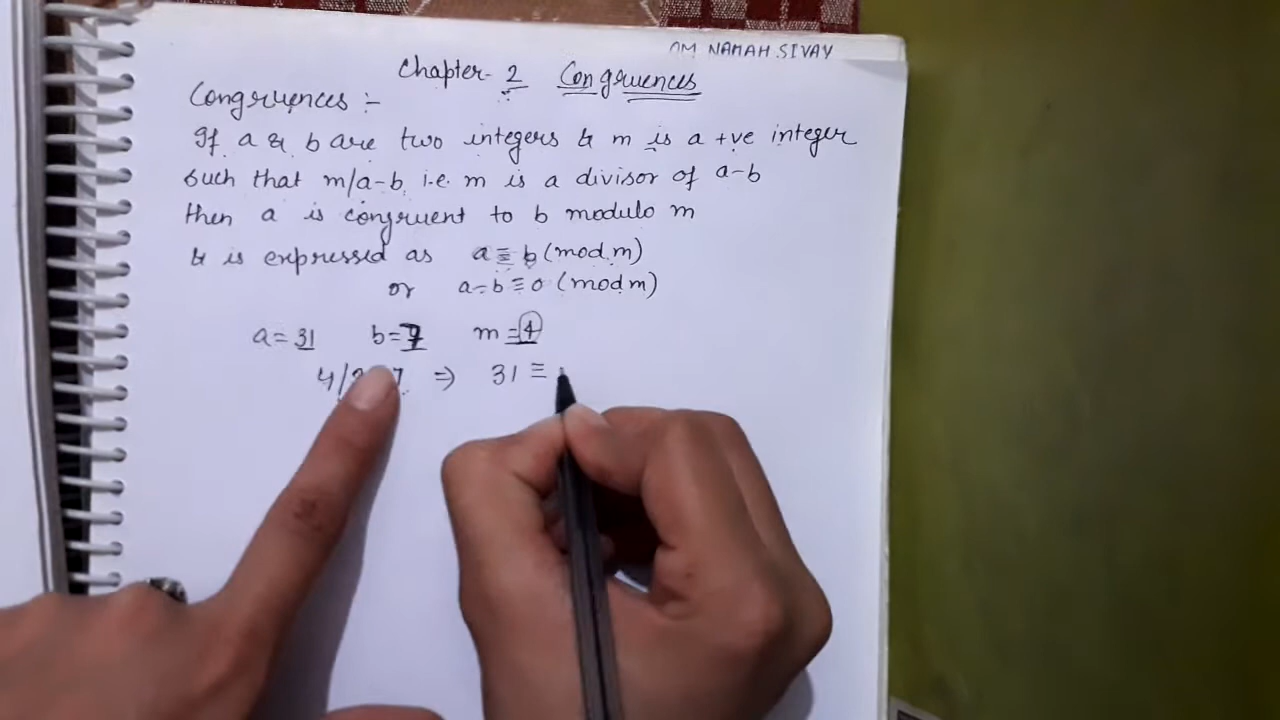 OM NAMAH SIVAY
Chapter- 2 Congruences
Congruences :-
If a & b are two integers & m is a +ve integer
such that m/a-b, i.e. m is a divisor of a-b
then a is congruent to b modulo m
& is expressed as a ≡ b (mod m)
or a-b ≡ 0 (mod m)
a = 31 b = 7 m = 4
4/ 7 ⇒ 31 ≡